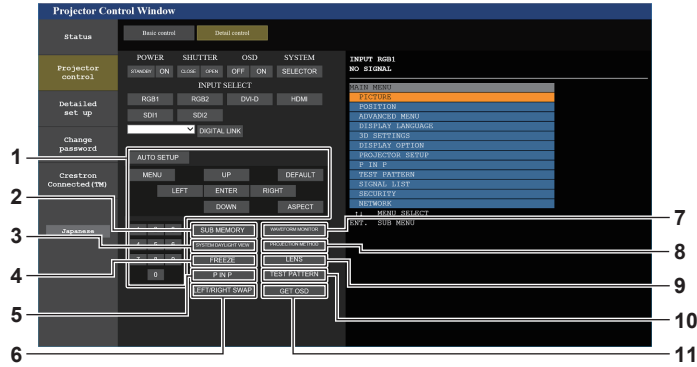 Projector Control Window
Status
Projector control
Detailed set up
Change password
Crestron Connected(TM)
Japanese
Basic control
Detail control
POWER SHUTTER OSD SYSTEM
STANDBY ON CLOSE OPEN OFF ON SELECTOR
INPUT SELECT
RGB1 RGB2 DVI-D HDMI
SDI1 SDI2
DIGITAL LINK
AUTO SETUP
MENU UP DEFAULT
LEFT ENTER RIGHT
DOWN ASPECT
SUB MEMORY WAVEFORM MONITOR
SYSTEM DAYLIGHT VIEW PROJECTION METHOD
FREEZE LENS
0 P IN P TEST PATTERN
LEFT/RIGHT SWAP GET OSD
INPUT RGB1
NO SIGNAL
MAIN MENU
PICTURE
POSITION
ADVANCED MENU
DISPLAY LANGUAGE
3D SETTINGS
DISPLAY OPTION
PROJECTOR SETUP
P IN P
TEST PATTERN
SIGNAL LIST
SECURITY
NETWORK
↑↓ MENU SELECT
ENT. SUB MENU
1
2
3
4
5
6
7
8
9
10
11